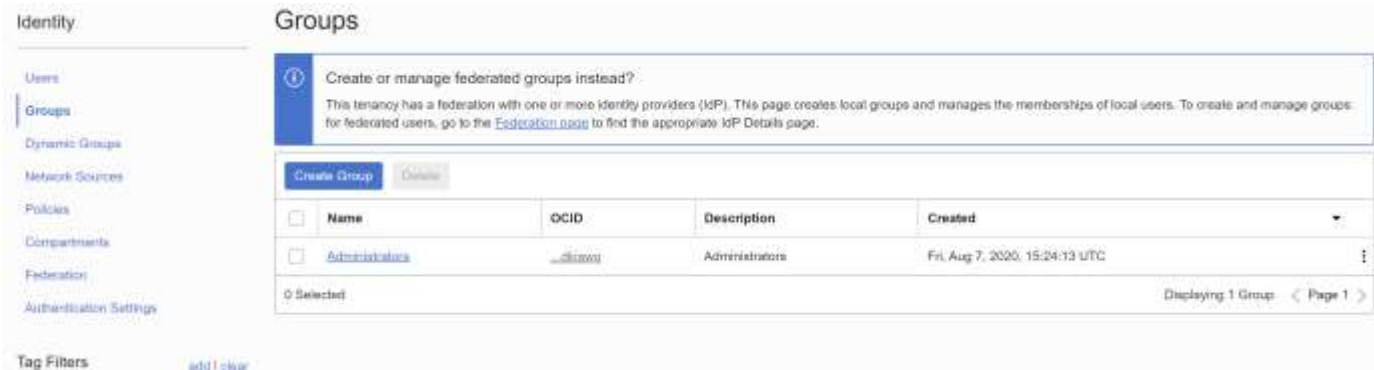 Identity
Users
Groups
Dynamic Groups
Network Sources
Policies
Compartments
Federation
Authentication Settings
Tag Filters
add | clear
Groups
Create or manage federated groups instead?
This tenancy has a federation with one or more identity providers (IdP). This page creates local groups and manages the memberships of local users. To create and manage groups
for federated users, go to the Federation page to find the appropriate IdP Details page.
Create Group Delete
Name OCID Description Created
Administrators Administrators Fri, Aug 7, 2020, 15:24:13 UTC
0 Selected Displaying 1 Group < Page 1 >